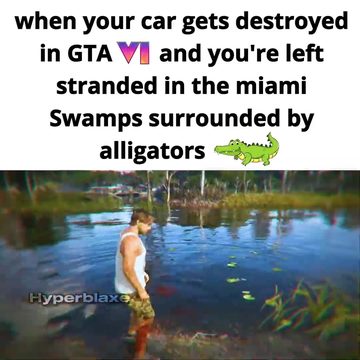 when your car gets destroyed
in GTA VI and you're left
stranded in the miami
Swamps surrounded by
alligators
Hyperblaxe